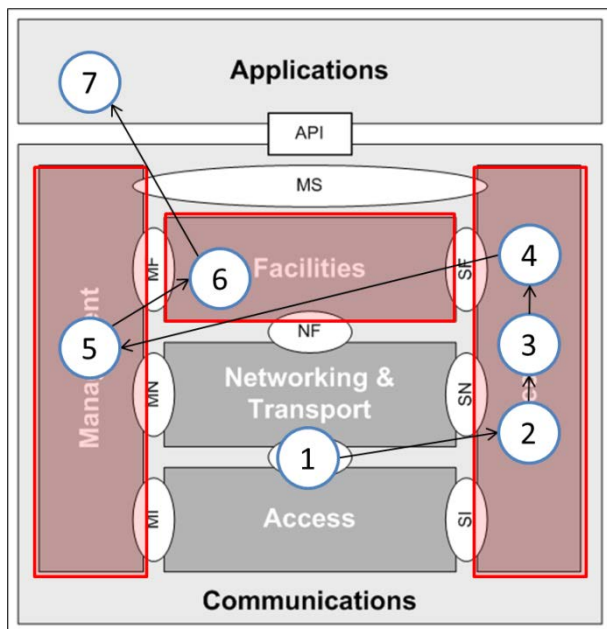 7
Applications
API
MS
MF
6
Facilities
SF
4
Management
5
NF
3
MN
Networking &
Transport
SN
2
1
MI
Access
SI
Communications